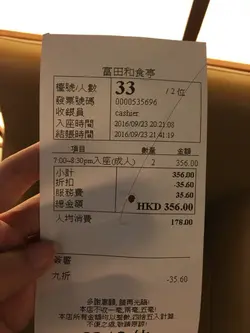 富田和食亭
檯號/人數 33 / 2 位
發票號碼 0000535696
收銀員 casher
入座時間 2016/09/23 20:21:08
結賬時間 2016/09/23 21:41:19
項目 數量 金額
7:00-8:30pm入座(成人) 2 356.00
小計 356.00
折扣 -35.60
服務費 35.60
總金額 HKD 356.00
人均消費 178.00
簽署
九折 -35.60
多謝惠顧, 請再光臨!